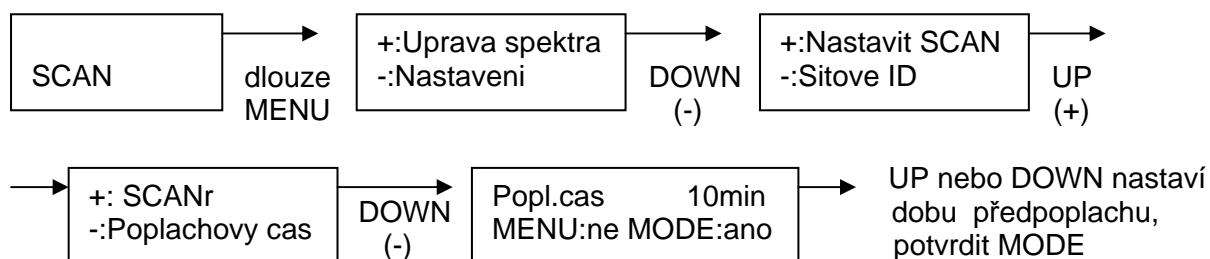 SCAN
dlouze
MENU
+:Uprava spektra
-:Nastaveni
DOWN
(-)
+:Nastavit SCAN
-:Sitove ID
UP
(+)
+: SCANr
-:Poplachovy cas
DOWN
(-)
Popl.cas 10min
MENU:ne MODE:ano
UP nebo DOWN nastaví
dobu předpoplachu,
potvrdit MODE